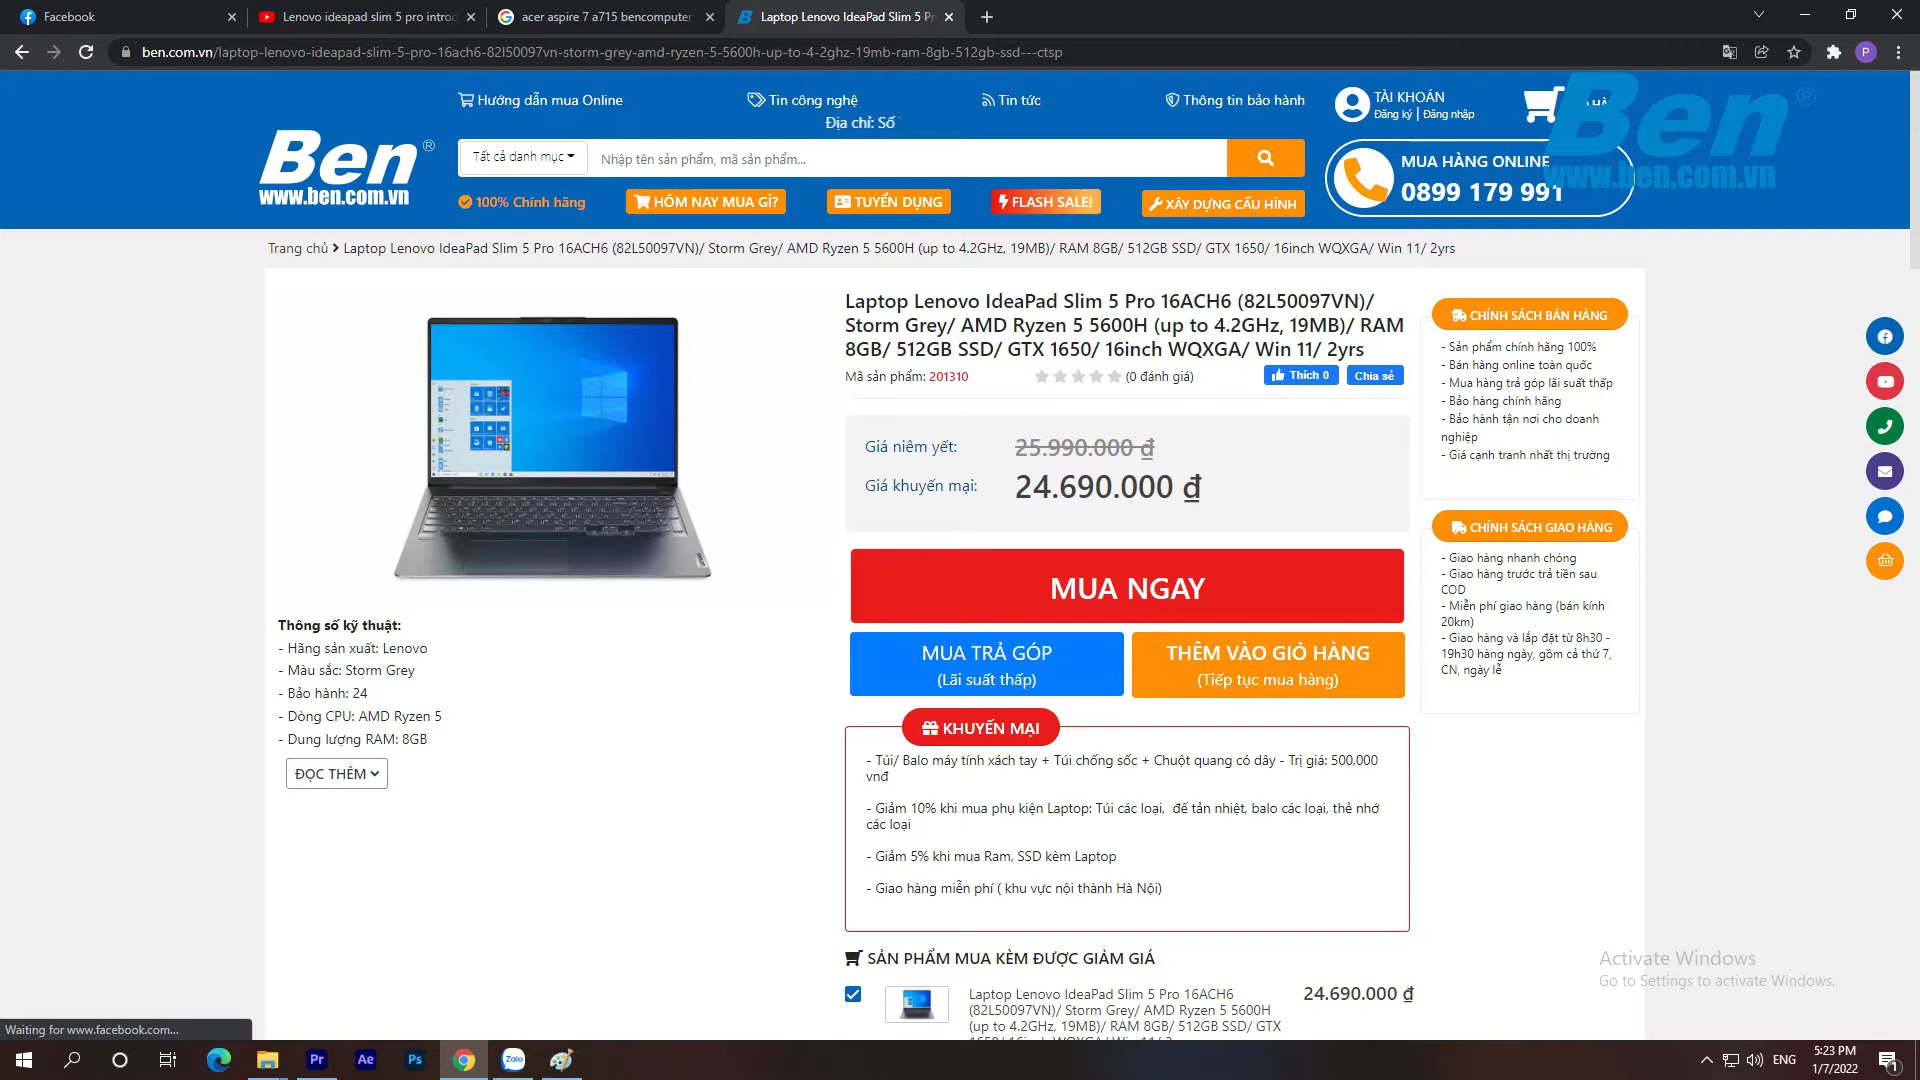 Facebook
Lenovo ideapad slim 5 pro introd
acer aspire 7 a715 bencomputer
Laptop Lenovo IdeaPad Slim 5 Pr
ben.com.vn/laptop-lenovo-ideapad-slim-5-pro-16ach6-82l50097vn-storm-grey-amd-ryzen-5-5600h-up-to-4-2ghz-19mb-ram-8gb-512gb-ssd---ctsp
P
Hướng dẫn mua Online
Tin công nghệ
Tin tức
Thông tin bảo hành
TÀI KHOẢN
Đăng ký | Đăng nhập
Địa chỉ: Số
Ben ®
www.ben.com.vn
Tất cả danh mục
Nhập tên sản phẩm, mã sản phẩm...
100% Chính hãng
HÔM NAY MUA GÌ?
TUYỂN DỤNG
FLASH SALE!
XÂY DỰNG CẤU HÌNH
MUA HÀNG ONLINE
0899 179 991
Ben ®
www.ben.com.vn
Trang chủ > Laptop Lenovo IdeaPad Slim 5 Pro 16ACH6 (82L50097VN)/ Storm Grey/ AMD Ryzen 5 5600H (up to 4.2GHz, 19MB)/ RAM 8GB/ 512GB SSD/ GTX 1650/ 16inch WQXGA/ Win 11/ 2yrs
Laptop Lenovo IdeaPad Slim 5 Pro 16ACH6 (82L50097VN)/
Storm Grey/ AMD Ryzen 5 5600H (up to 4.2GHz, 19MB)/ RAM
8GB/ 512GB SSD/ GTX 1650/ 16inch WQXGA/ Win 11/ 2yrs
Mã sản phẩm: 201310
(0 đánh giá)
Thích 0
Chia sẻ
Giá niêm yết:
25.990.000 ₫
Giá khuyến mại:
24.690.000 ₫
MUA NGAY
MUA TRẢ GÓP
(Lãi suất thấp)
THÊM VÀO GIỎ HÀNG
(Tiếp tục mua hàng)
KHUYẾN MẠI
- Túi/ Balo máy tính xách tay + Túi chống sốc + Chuột quang có dây - Trị giá: 500,000
vnđ
- Giảm 10% khi mua phụ kiện Laptop: Túi các loại, đế tản nhiệt, balo các loại, thẻ nhớ
các loại
- Giảm 5% khi mua Ram, SSD kèm Laptop
- Giao hàng miễn phí ( khu vực nội thành Hà Nội)
SẢN PHẨM MUA KÈM ĐƯỢC GIẢM GIÁ
Laptop Lenovo IdeaPad Slim 5 Pro 16ACH6
(82L50097VN)/ Storm Grey/ AMD Ryzen 5 5600H
(up to 4.2GHz, 19MB)/ RAM 8GB/ 512GB SSD/ GTX
1650/ 16inch WQXGA/ Win 11/ 2
24.690.000 ₫
Thông số kỹ thuật:
- Hãng sản xuất: Lenovo
- Màu sắc: Storm Grey
- Bảo hành: 24
- Dòng CPU: AMD Ryzen 5
- Dung lượng RAM: 8GB
ĐỌC THÊM
CHÍNH SÁCH BÁN HÀNG
- Sản phẩm chính hãng 100%
- Bán hàng online toàn quốc
- Mua hàng trả góp lãi suất thấp
- Bảo hàng chính hãng
- Bảo hành tận nơi cho doanh
nghiệp
- Giá cạnh tranh nhất thị trường
CHÍNH SÁCH GIAO HÀNG
- Giao hàng nhanh chóng
- Giao hàng trước trả tiền sau
COD
- Miễn phí giao hàng (bán kính
20km)
- Giao hàng và lắp đặt từ 8h30 -
19h30 hàng ngày, gồm cả thứ 7,
CN, ngày lễ
Activate Windows
Go to Settings to activate Windows.
Waiting for www.facebook.com...
Pr
Ae
Ps
Zalo
ENG
5:23 PM
1/7/2022
1